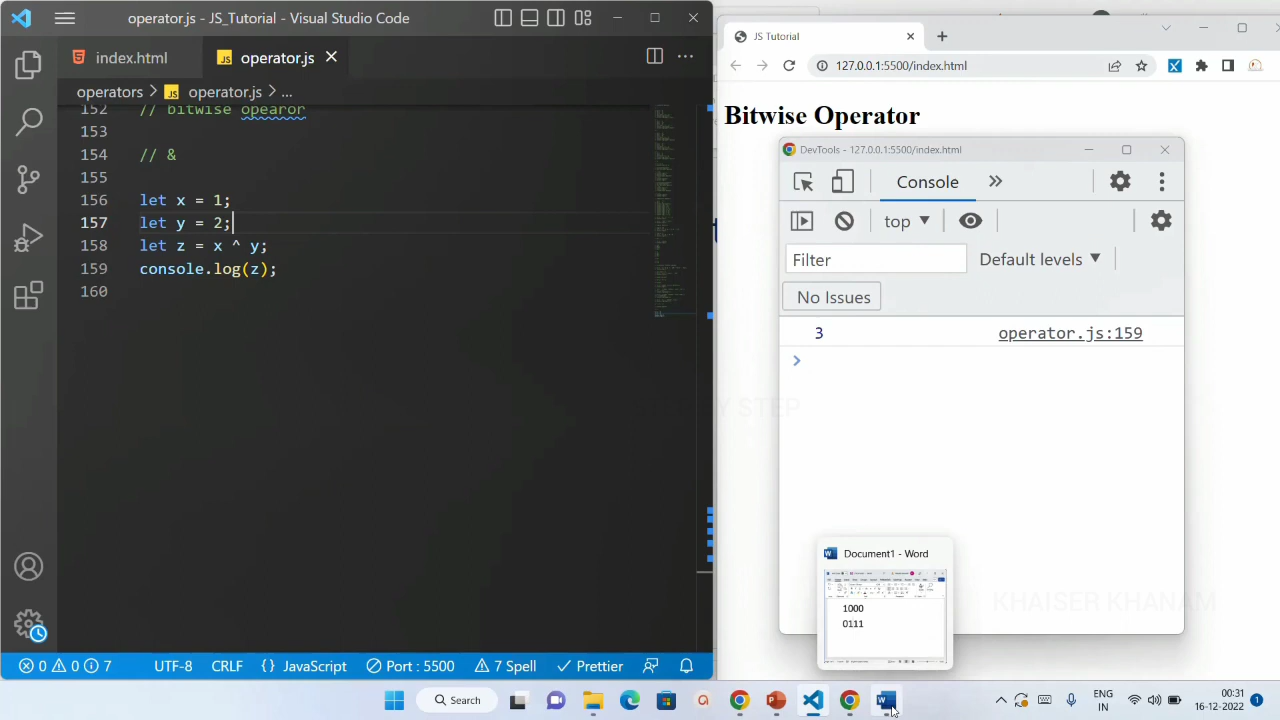 operator.js - JS_Tutorial - Visual Studio Code
index.html
operator.js
operators > operator.js > ...
152 // bitwise opearor
153
154 // &
155
156 let x = 1;
157 let y = 2;
158 let z = x ^ y;
159 console.log(z);
160
0 0 7 UTF-8 CRLF {} JavaScript Port : 5500 7 Spell Prettier
JS Tutorial
127.0.0.1:5500/index.html
Bitwise Operator
DevTools - 127.0.0.1:5500/index.html
Console
top
Filter
Default levels
No Issues
3 operator.js:159
STEP
KHAISER KHANAM
Document1 - Word
1000
0111
Search
ENG
IN
00:31
16-12-2022
1